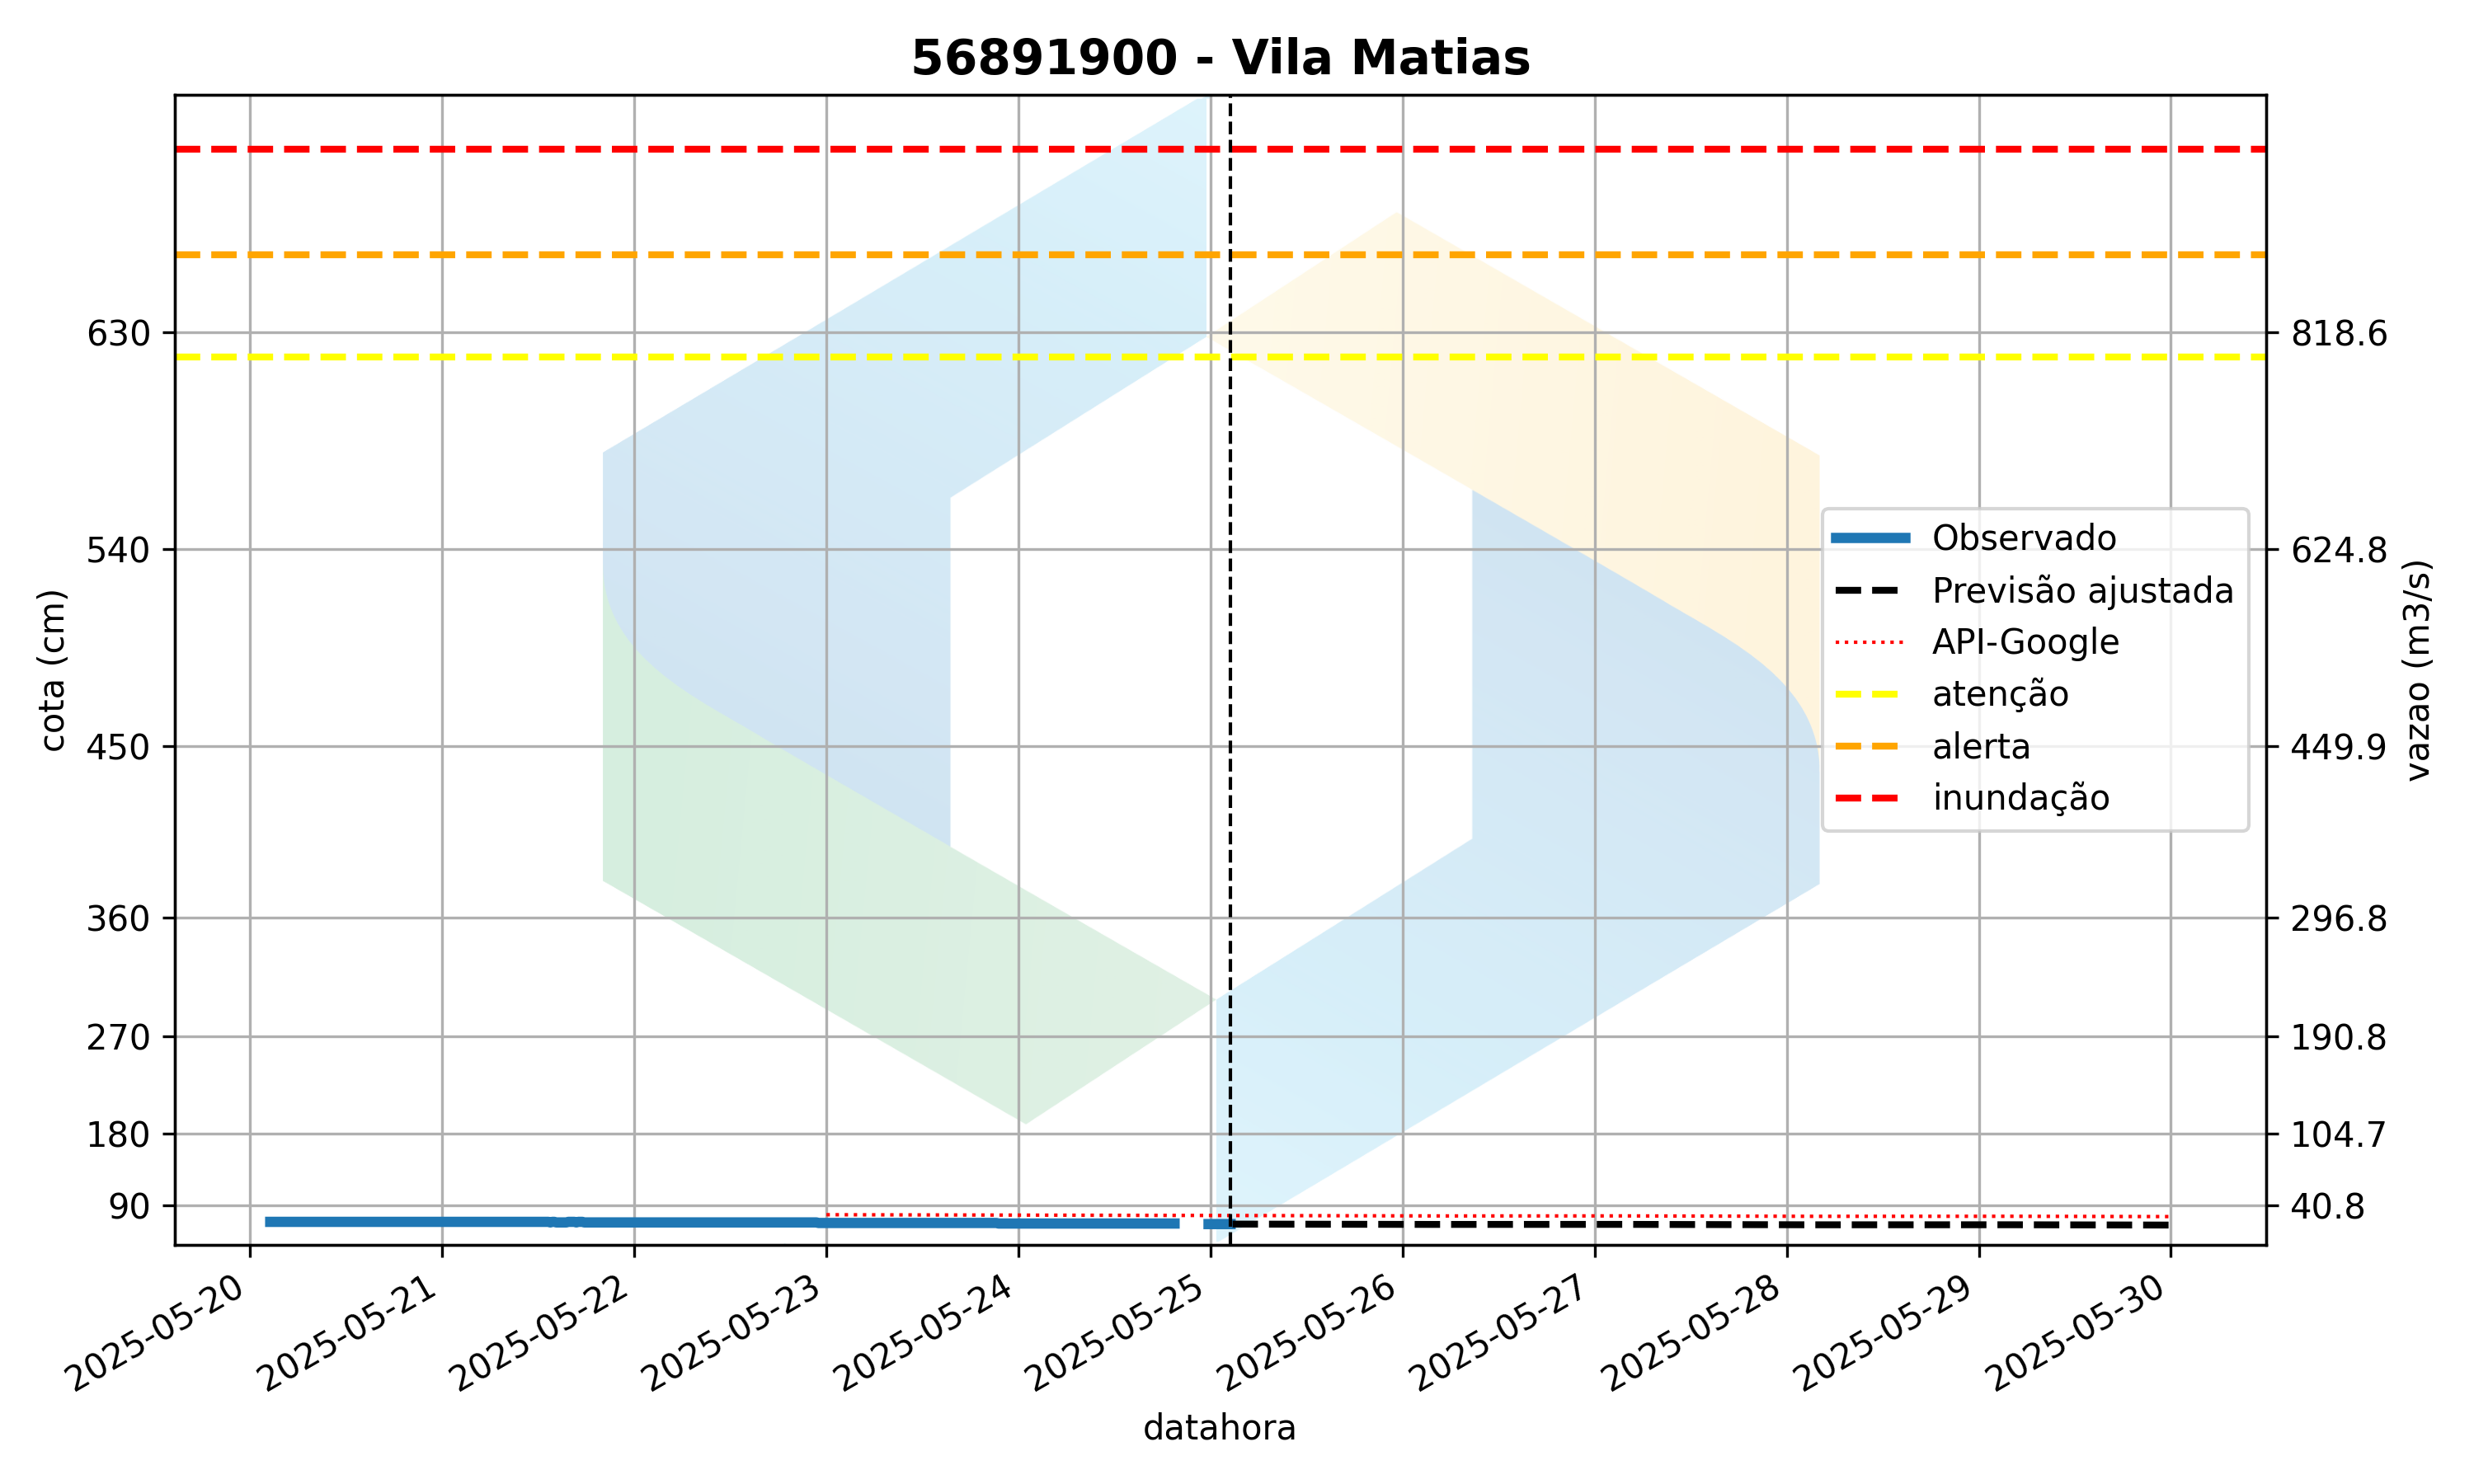 56891900 - Vila Matias
630
540
450
360
270
180
90
cota (cm)
818.6
624.8
449.9
296.8
190.8
104.7
40.8
vazao (m3/s)
Observado
Previsão ajustada
API-Google
atenção
alerta
inundação
2025-05-20
2025-05-21
2025-05-22
2025-05-23
2025-05-24
2025-05-25
2025-05-26
2025-05-27
2025-05-28
2025-05-29
2025-05-30
datahora